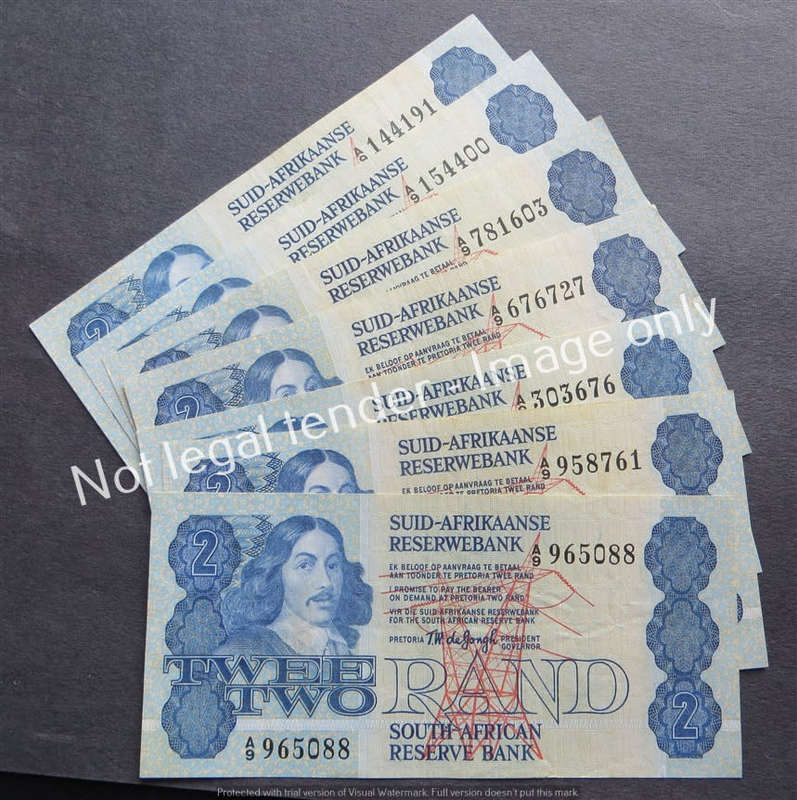 SUID-AFRIKAANSE
RESERWEBANK A/9 144191
2
SUID-AFRIKAANSE
RESERWEBANK A/9 154400
SUID-AFRIKAANSE
RESERWEBANK A/9 781603
SUID-AFRIKAANSE
RESERWEBANK A/9 676727
EK BELOOF OP AANVRAAG TE BETAAL
AAN TOONDER TE PRETORIA TWEE RAND
2
SUID-AFRIKAANSE
RESERWEBANK A/9 303676
Not legal tender - Image only
SUID-AFRIKAANSE
RESERWEBANK A/9 958761
EK BELOOF OP AANVRAAG TE BETAAL
AAN TOONDER TE PRETORIA TWEE RAND
2
SUID-AFRIKAANSE
RESERWEBANK A/9 965088
2
EK BELOOF OP AANVRAAG TE BETAAL
AAN TOONDER TE PRETORIA TWEE RAND
I PROMISE TO PAY THE BEARER
ON DEMAND AT PRETORIA TWO RAND
VIR DIE SUID-AFRIKAANSE RESERWEBANK
FOR THE SOUTH AFRICAN RESERVE BANK
PRETORIA T.W. de Jongh PRESIDENT
GOVERNOR
TWEE
TWO RAND
2
SOUTH AFRICAN
RESERVE BANK
A/9 965088
Protected with trial version of Visual Watermark. Full version doesn't put this mark.